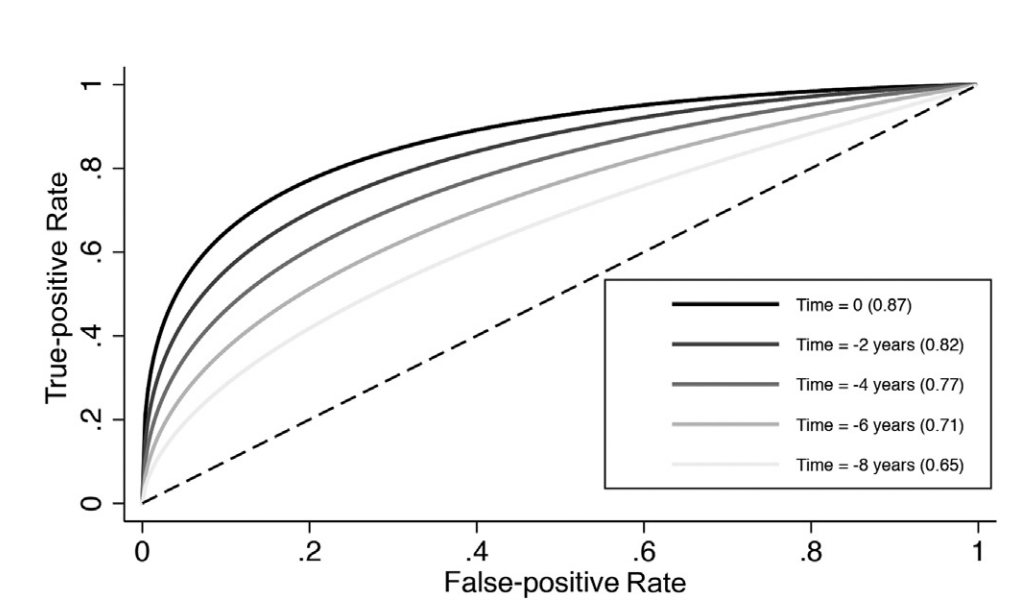 1
.8
.6
.4
.2
0
True-positive Rate
0 .2 .4 .6 .8 1
False-positive Rate
Time = 0 (0.87)
Time = -2 years (0.82)
Time = -4 years (0.77)
Time = -6 years (0.71)
Time = -8 years (0.65)